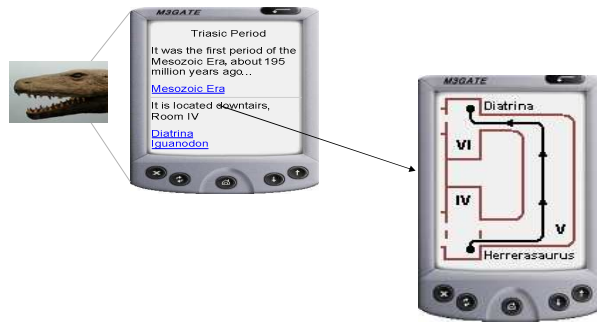 M3GATE
Triasic Period
It was the first period of the
Mesozoic Era, about 195
million years ago...
Mesozoic Era
It is located downtairs,
Room IV
Diatrina
Iguanodon
M3GATE
Diatrina
VI
IV
V
Herrerasaurus